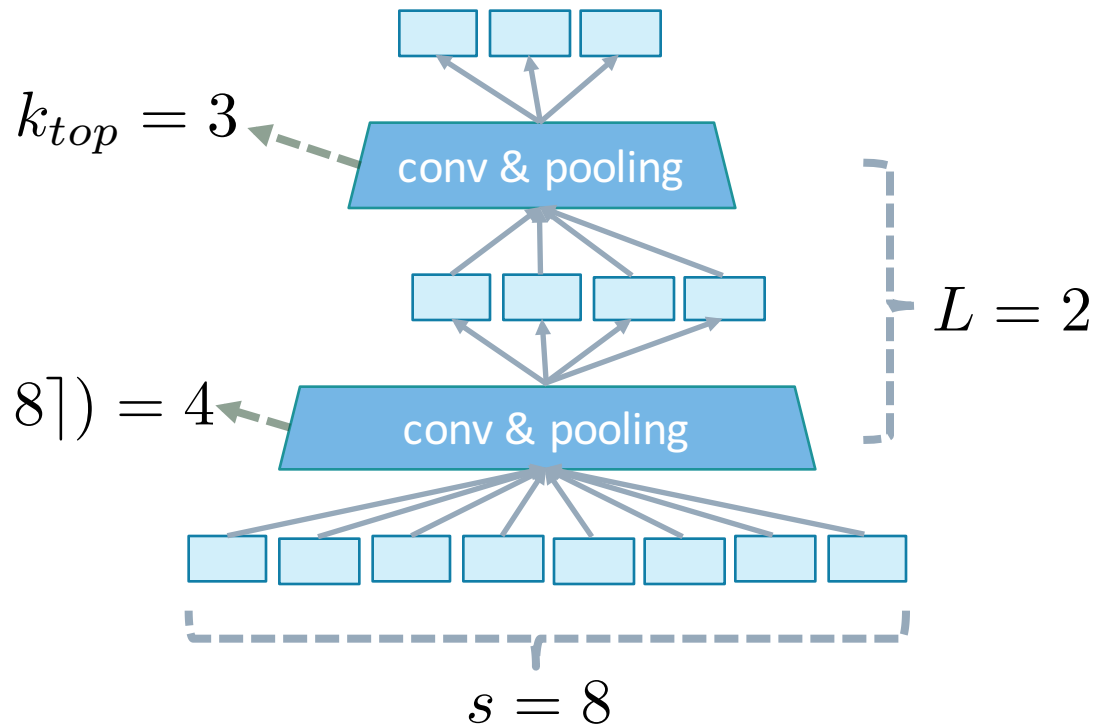 k_{top} = 3
conv & pooling
L = 2
8⌉) = 4
conv & pooling
s = 8